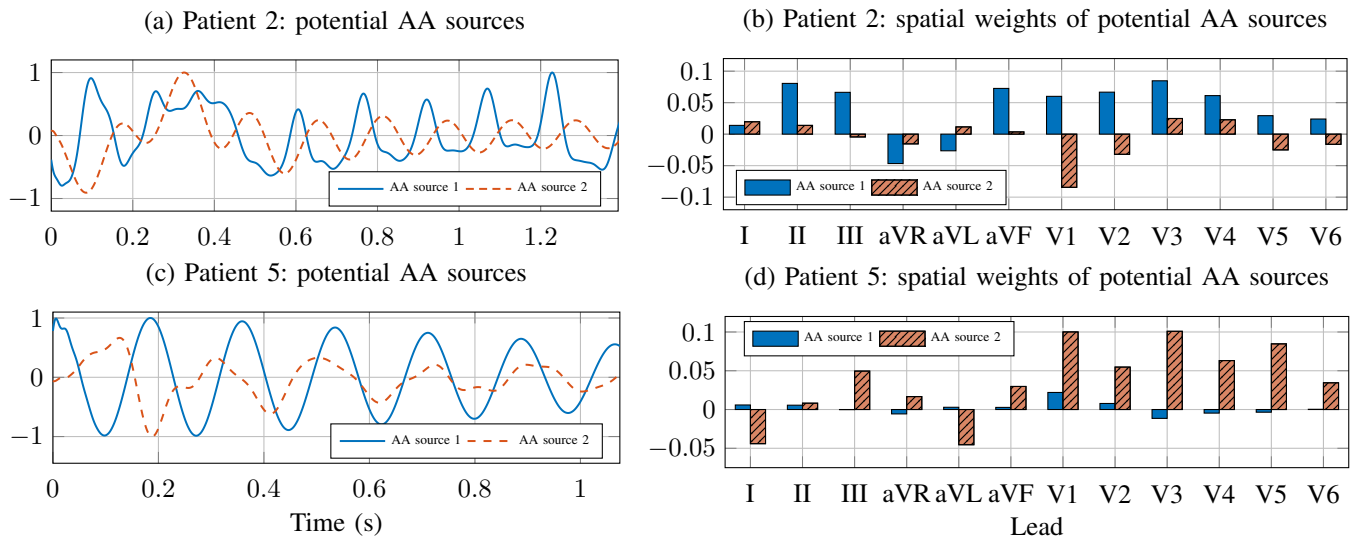 (a) Patient 2: potential AA sources
1
0
−1
0 0.2 0.4 0.6 0.8 1 1.2
AA source 1 AA source 2
(b) Patient 2: spatial weights of potential AA sources
0.1
0.05
0
−0.05
−0.1
I II III aVR aVL aVF V1 V2 V3 V4 V5 V6
AA source 1 AA source 2
(c) Patient 5: potential AA sources
1
0
−1
0 0.2 0.4 0.6 0.8 1
AA source 1 AA source 2
Time (s)
(d) Patient 5: spatial weights of potential AA sources
0.1
0.05
0
−0.05
I II III aVR aVL aVF V1 V2 V3 V4 V5 V6
AA source 1 AA source 2
Lead